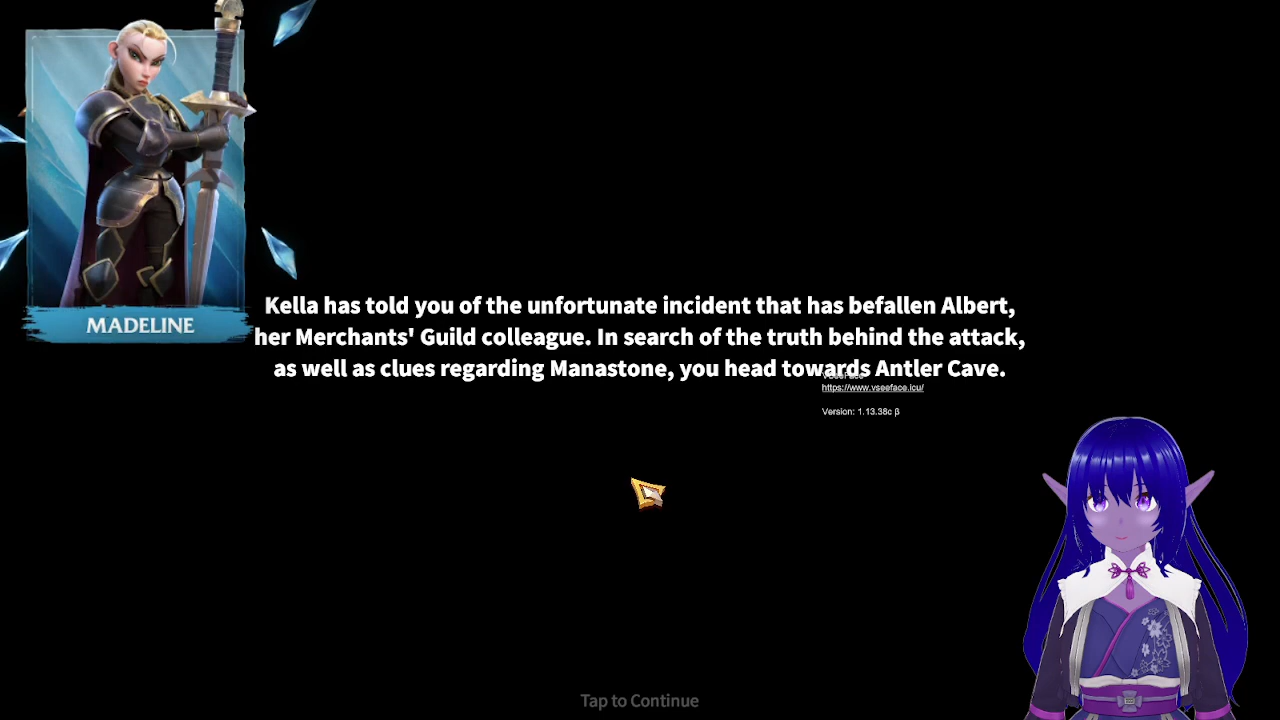 MADELINE
Kella has told you of the unfortunate incident that has befallen Albert,
her Merchants' Guild colleague. In search of the truth behind the attack,
as well as clues regarding Manastone, you head towards Antler Cave.
https://www.vseeface.icu/
Version: 1.13.38c β
Tap to Continue